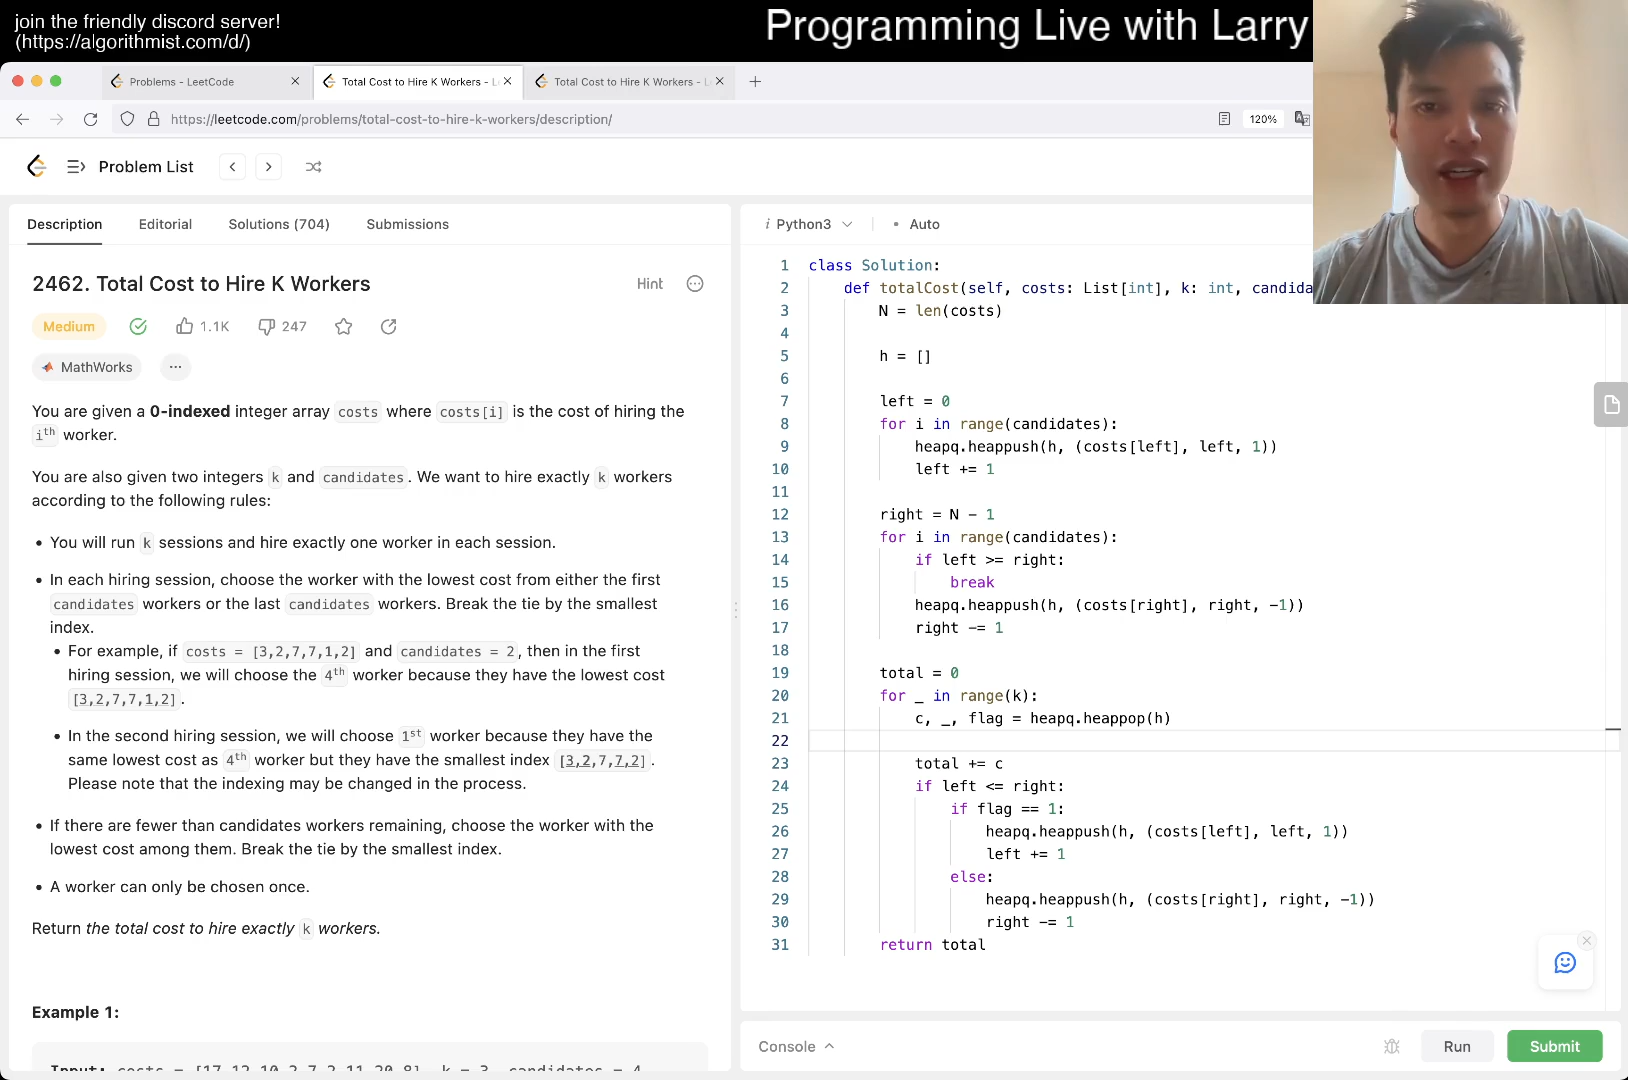 join the friendly discord server!
(https://algorithmist.com/d/)
Programming Live with Larry
Problems - LeetCode
Total Cost to Hire K Workers - L
Total Cost to Hire K Workers - L
https://leetcode.com/problems/total-cost-to-hire-k-workers/description/
120%
Problem List
Description Editorial Solutions (704) Submissions
2462. Total Cost to Hire K Workers
Hint
Medium 1.1K 247
MathWorks
You are given a 0-indexed integer array costs where costs[i] is the cost of hiring the
ith worker.
You are also given two integers k and candidates. We want to hire exactly k workers
according to the following rules:
• You will run k sessions and hire exactly one worker in each session.
• In each hiring session, choose the worker with the lowest cost from either the first
candidates workers or the last candidates workers. Break the tie by the smallest
index.
• For example, if costs = [3,2,7,7,1,2] and candidates = 2, then in the first
hiring session, we will choose the 4th worker because they have the lowest cost
[3,2,7,7,1,2].
• In the second hiring session, we will choose 1st worker because they have the
same lowest cost as 4th worker but they have the smallest index [3,2,7,7,2].
Please note that the indexing may be changed in the process.
• If there are fewer than candidates workers remaining, choose the worker with the
lowest cost among them. Break the tie by the smallest index.
• A worker can only be chosen once.
Return the total cost to hire exactly k workers.
Example 1:
Input: costs = [17,12,10,2,7,2,11,20,8], k = 3, candidates = 4
i Python3 • Auto
1 class Solution:
2 def totalCost(self, costs: List[int], k: int, candida
3 N = len(costs)
4
5 h = []
6
7 left = 0
8 for i in range(candidates):
9 heapq.heappush(h, (costs[left], left, 1))
10 left += 1
11
12 right = N - 1
13 for i in range(candidates):
14 if left >= right:
15 break
16 heapq.heappush(h, (costs[right], right, -1))
17 right -= 1
18
19 total = 0
20 for _ in range(k):
21 c, _, flag = heapq.heappop(h)
22
23 total += c
24 if left <= right:
25 if flag == 1:
26 heapq.heappush(h, (costs[left], left, 1))
27 left += 1
28 else:
29 heapq.heappush(h, (costs[right], right, -1))
30 right -= 1
31 return total
Console Run Submit